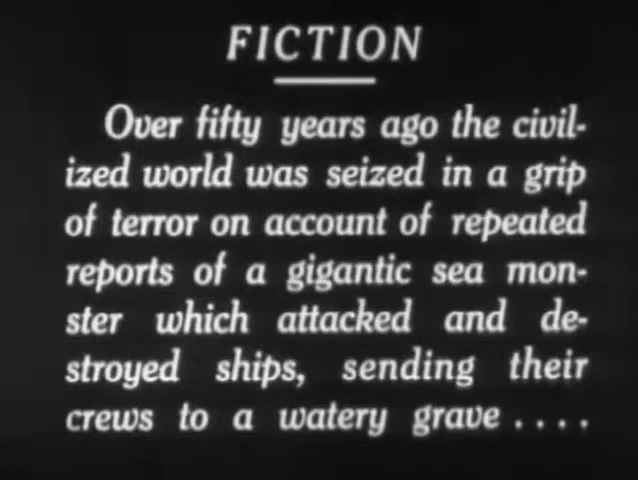 FICTION
Over fifty years ago the civil-
ized world was seized in a grip
of terror on account of repeated
reports of a gigantic sea mon-
ster which attacked and de-
stroyed ships, sending their
crews to a watery grave ....